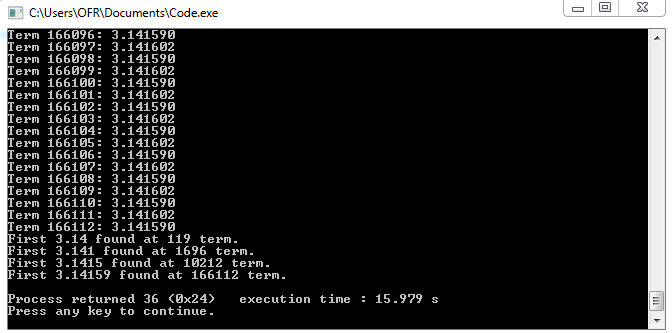 C:\Users\OFR\Documents\Code.exe
Term 166096: 3.141590
Term 166097: 3.141602
Term 166098: 3.141590
Term 166099: 3.141602
Term 166100: 3.141590
Term 166101: 3.141602
Term 166102: 3.141590
Term 166103: 3.141602
Term 166104: 3.141590
Term 166105: 3.141602
Term 166106: 3.141590
Term 166107: 3.141602
Term 166108: 3.141590
Term 166109: 3.141602
Term 166110: 3.141590
Term 166111: 3.141602
Term 166112: 3.141590
First 3.14 found at 119 term.
First 3.141 found at 1696 term.
First 3.1415 found at 10212 term.
First 3.14159 found at 166112 term.
Process returned 36 (0x24)   execution time : 15.979 s
Press any key to continue.